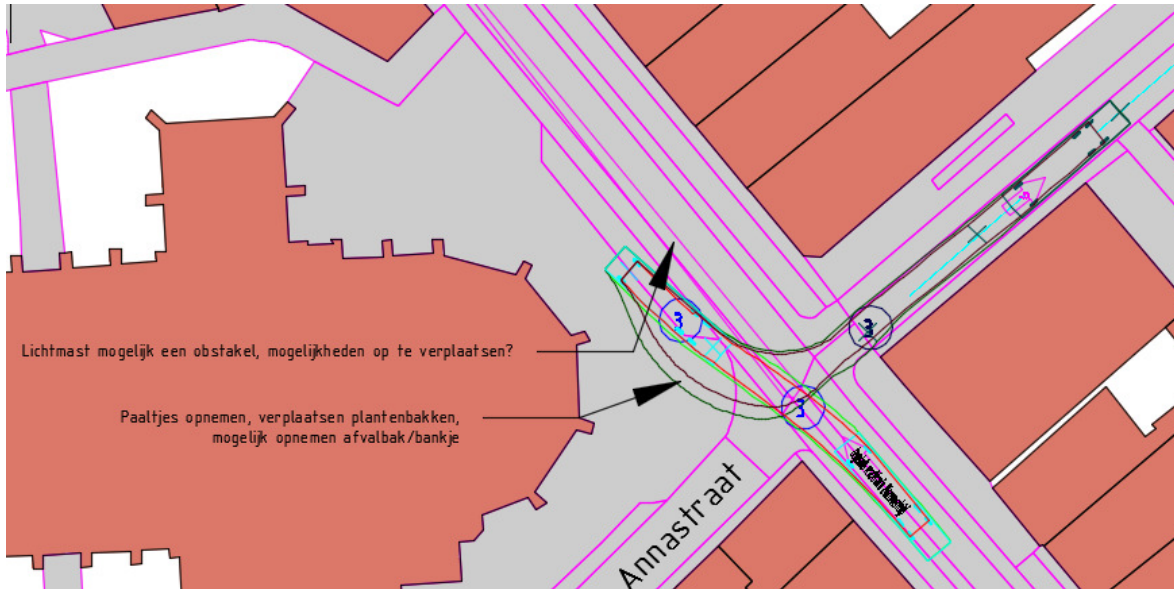 3
3
Lichtmast mogelijk een obstakel, mogelijkheden op te verplaatsen?
3
Paaltjes opnemen, verplaatsen plantenbakken,
mogelijk opnemen afvalbak/bankje
Annastraat